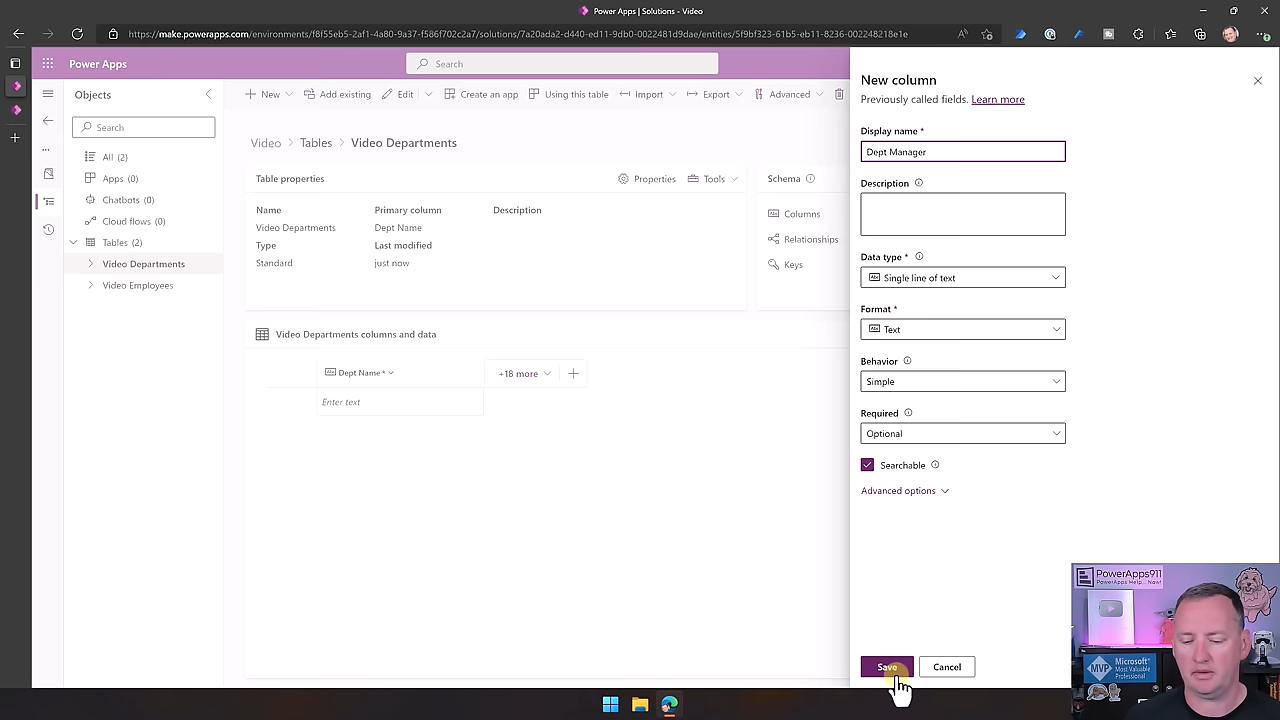 Power Apps | Solutions - Video
https://make.powerapps.com/environments/f8f55eb5-2af1-4a80-9a37-f586f702c2a7/solutions/7a20ada2-d440-ed11-9db0-0022481d9dae/entities/5f9bf323-61b5-eb11-8236-002248218e1e
Power Apps
Search
Objects
Search
All (2)
Apps (0)
Chatbots (0)
Cloud flows (0)
Tables (2)
Video Departments
Video Employees
New
Add existing
Edit
Create an app
Using this table
Import
Export
Advanced
Video > Tables > Video Departments
Table properties
Properties
Tools
Name
Primary column
Description
Video Departments
Dept Name
Type
Last modified
Standard
just now
Schema
Columns
Relationships
Keys
Video Departments columns and data
Dept Name *
+18 more
Enter text
New column
Previously called fields. Learn more
Display name *
Dept Manager
Description
Data type *
Single line of text
Format *
Text
Behavior
Simple
Required
Optional
Searchable
Advanced options
Save
Cancel
PowerApps911
PowerApps Help... Now!
MVP
Microsoft®
Most Valuable
Professional